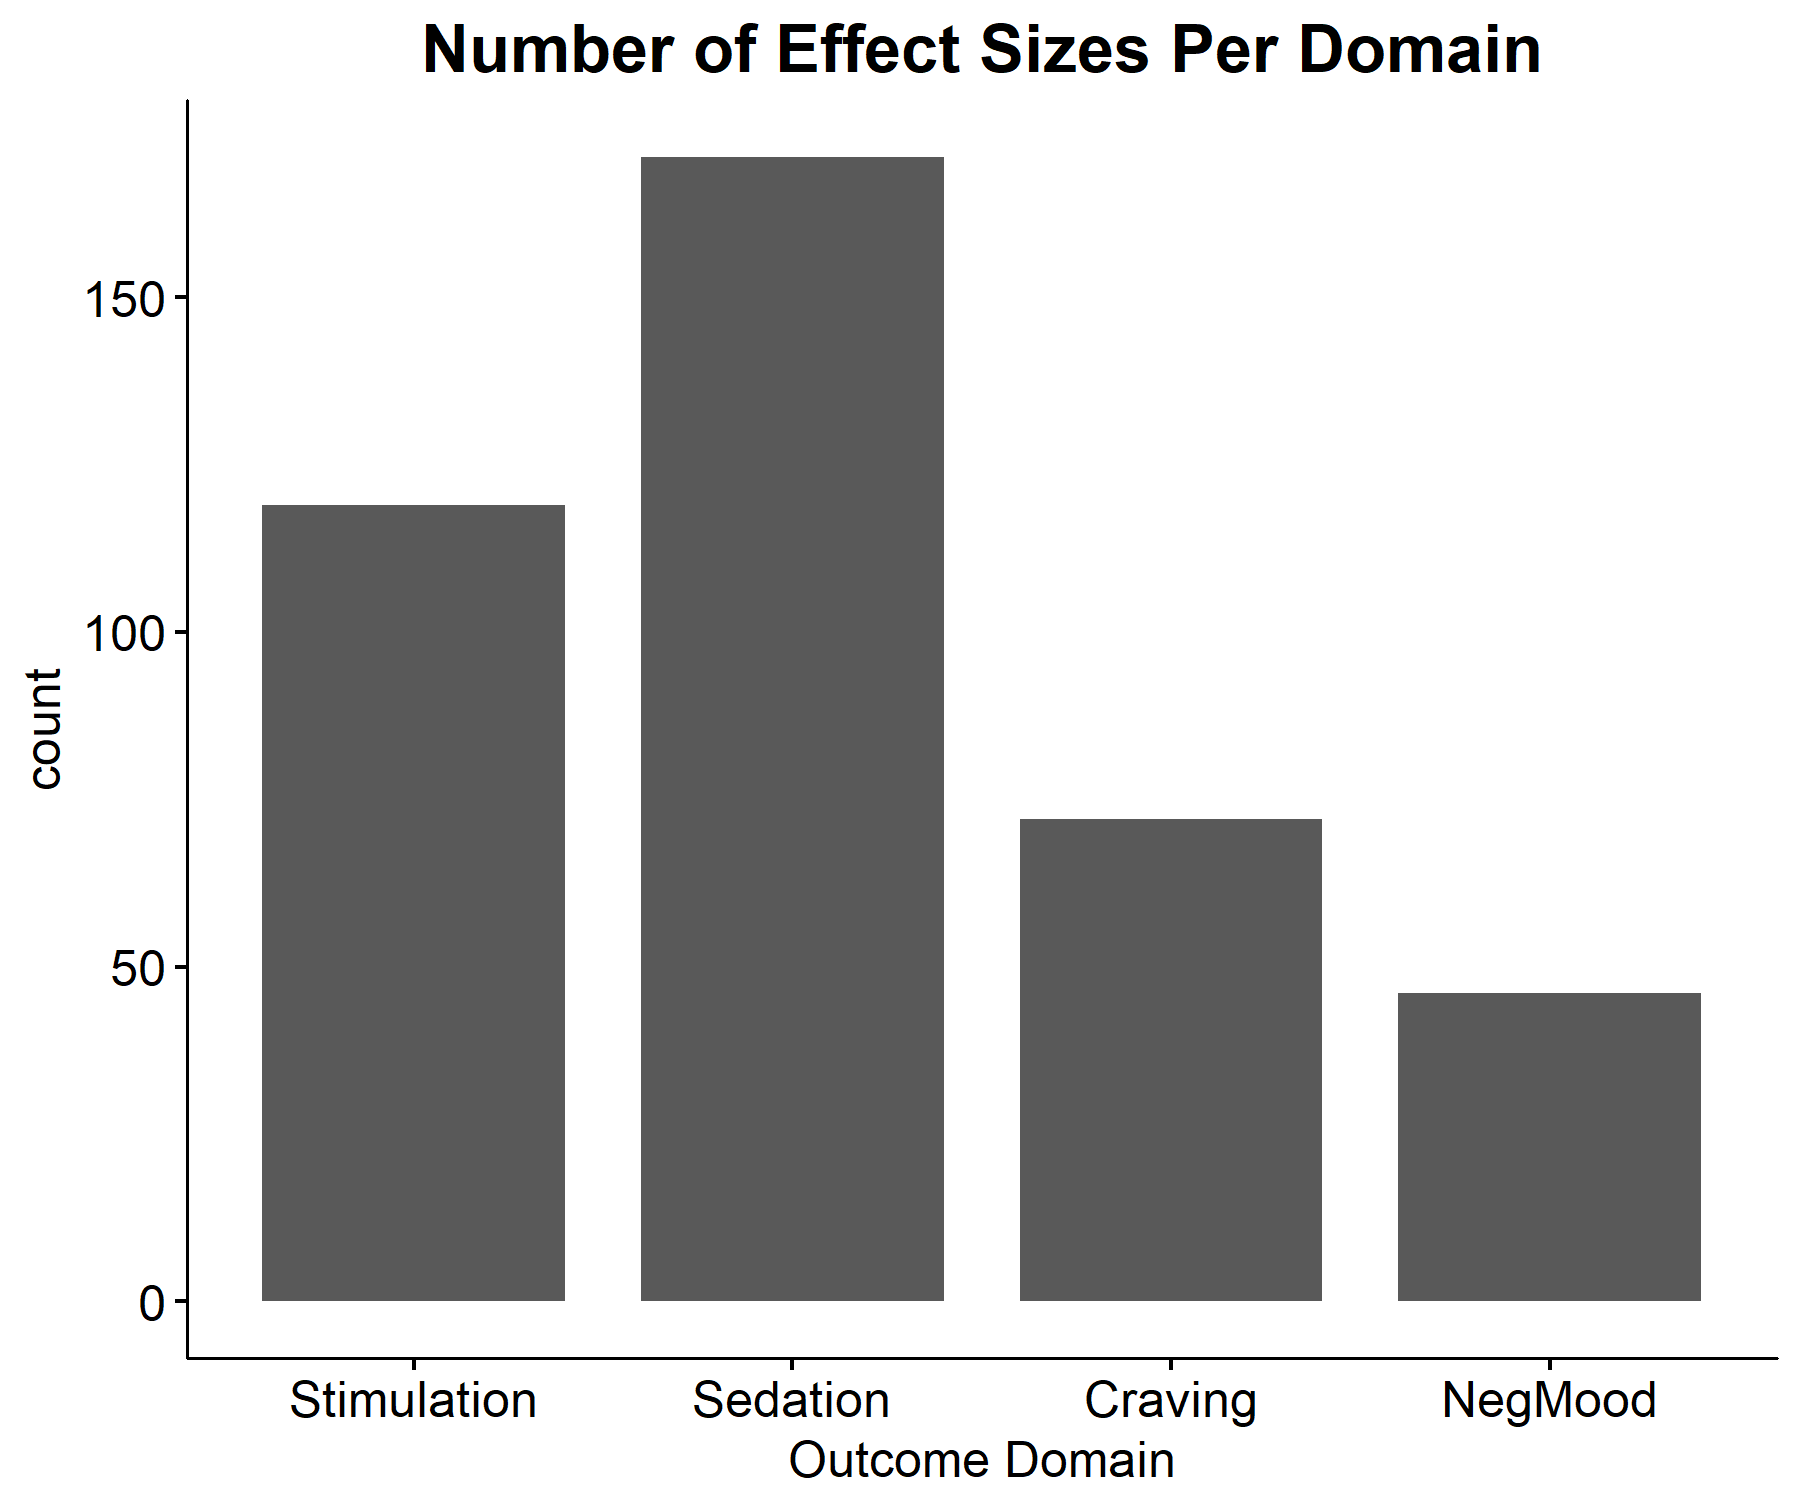 Number of Effect Sizes Per Domain
count
150
100
50
0
Stimulation Sedation Craving NegMood
Outcome Domain